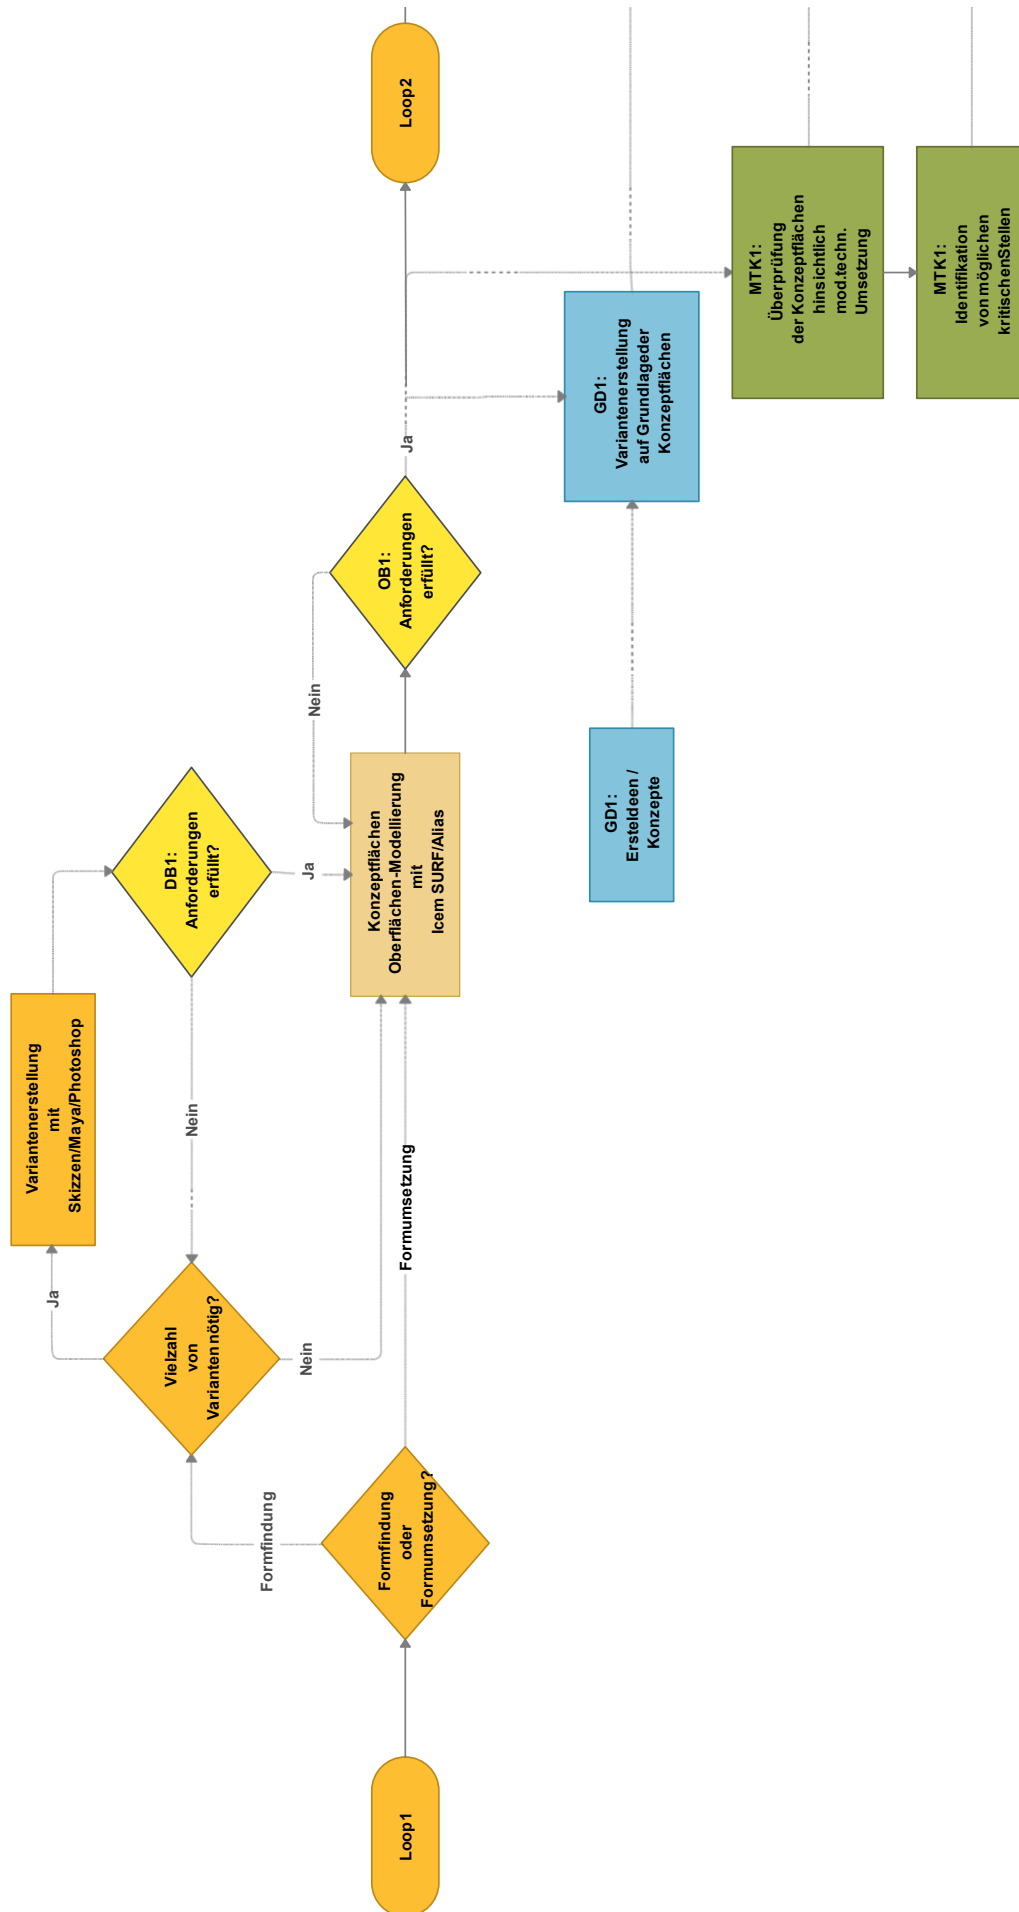 Loop1
Formfindung
oder
Formumsetzung?
Formfindung
Formumsetzung
Vielzahl
von
Varianten nötig?
Ja
Nein
Variantenerstellung
mit
Skizzen/Maya/Photoshop
DB1:
Anforderungen
erfüllt?
Nein
Ja
Konzeptflächen
Oberflächen-Modellierung
mit
Icem SURF/Alias
Nein
OB1:
Anforderungen
erfüllt?
Ja
Loop2
GD1:
Ersteldeen /
Konzepte
GD1:
Variantenerstellung
auf Grundlageder
Konzeptflächen
MTK1:
Überprüfung
der Konzeptflächen
hinsichtlich
mod.techn.
Umsetzung
MTK1:
Identifikation
von möglichen
kritischenStellen